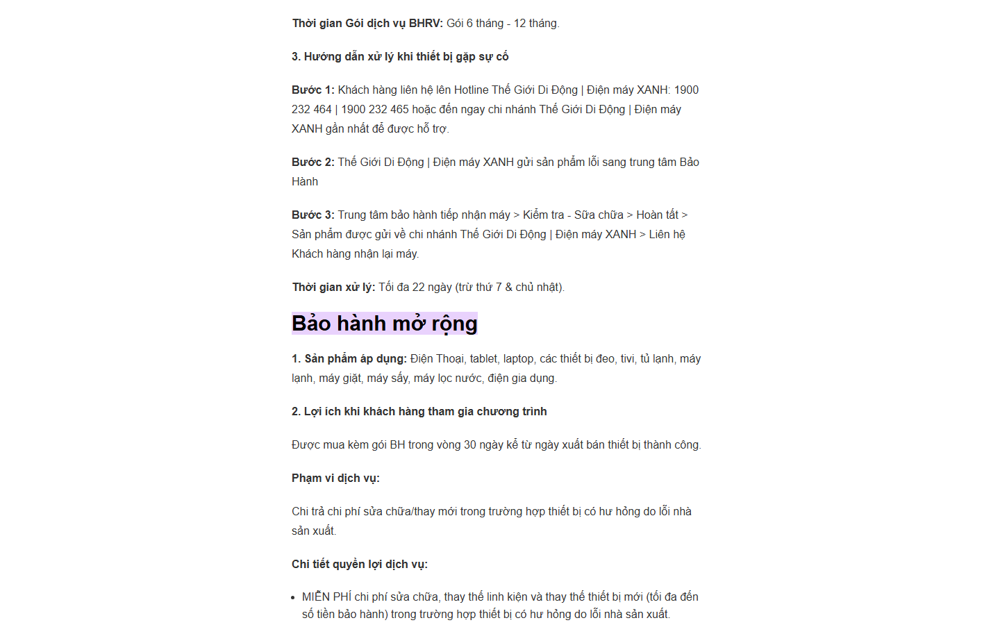 Thời gian Gói dịch vụ BHRV: Gói 6 tháng - 12 tháng.
3. Hướng dẫn xử lý khi thiết bị gặp sự cố
Bước 1: Khách hàng liên hệ lên Hotline Thế Giới Di Động | Điện máy XANH: 1900
232 464 | 1900 232 465 hoặc đến ngay chi nhánh Thế Giới Di Động | Điện máy
XANH gần nhất để được hỗ trợ.
Bước 2: Thế Giới Di Động | Điện máy XANH gửi sản phẩm lỗi sang trung tâm Bảo
Hành
Bước 3: Trung tâm bảo hành tiếp nhận máy > Kiểm tra - Sữa chữa > Hoàn tất >
Sản phẩm được gửi về chi nhánh Thế Giới Di Động | Điện máy XANH > Liên hệ
Khách hàng nhận lại máy.
Thời gian xử lý: Tối đa 22 ngày (trừ thứ 7 & chủ nhật).
Bảo hành mở rộng
1. Sản phẩm áp dụng: Điện Thoại, tablet, laptop, các thiết bị đeo, tivi, tủ lạnh, máy
lạnh, máy giặt, máy sấy, máy lọc nước, điện gia dụng.
2. Lợi ích khi khách hàng tham gia chương trình
Được mua kèm gói BH trong vòng 30 ngày kể từ ngày xuất bán thiết bị thành công.
Phạm vi dịch vụ:
Chi trả chi phí sửa chữa/thay mới trong trường hợp thiết bị có hư hỏng do lỗi nhà
sản xuất.
Chi tiết quyền lợi dịch vụ:
• MIỄN PHÍ chi phí sửa chữa, thay thế linh kiện và thay thế thiết bị mới (tối đa đến
số tiền bảo hành) trong trường hợp thiết bị có hư hỏng do lỗi nhà sản xuất.